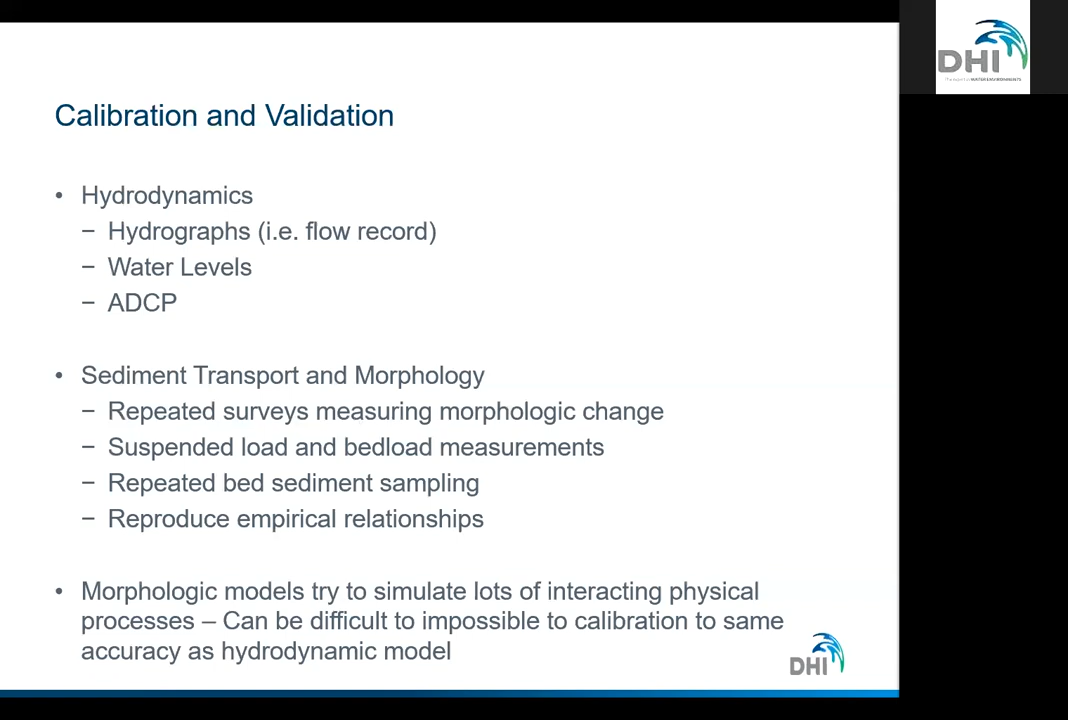 Calibration and Validation
• Hydrodynamics
− Hydrographs (i.e. flow record)
− Water Levels
− ADCP
• Sediment Transport and Morphology
− Repeated surveys measuring morphologic change
− Suspended load and bedload measurements
− Repeated bed sediment sampling
− Reproduce empirical relationships
• Morphologic models try to simulate lots of interacting physical
processes – Can be difficult to impossible to calibration to same
accuracy as hydrodynamic model
DHI
DHI
WATER ENVIRONMENTS